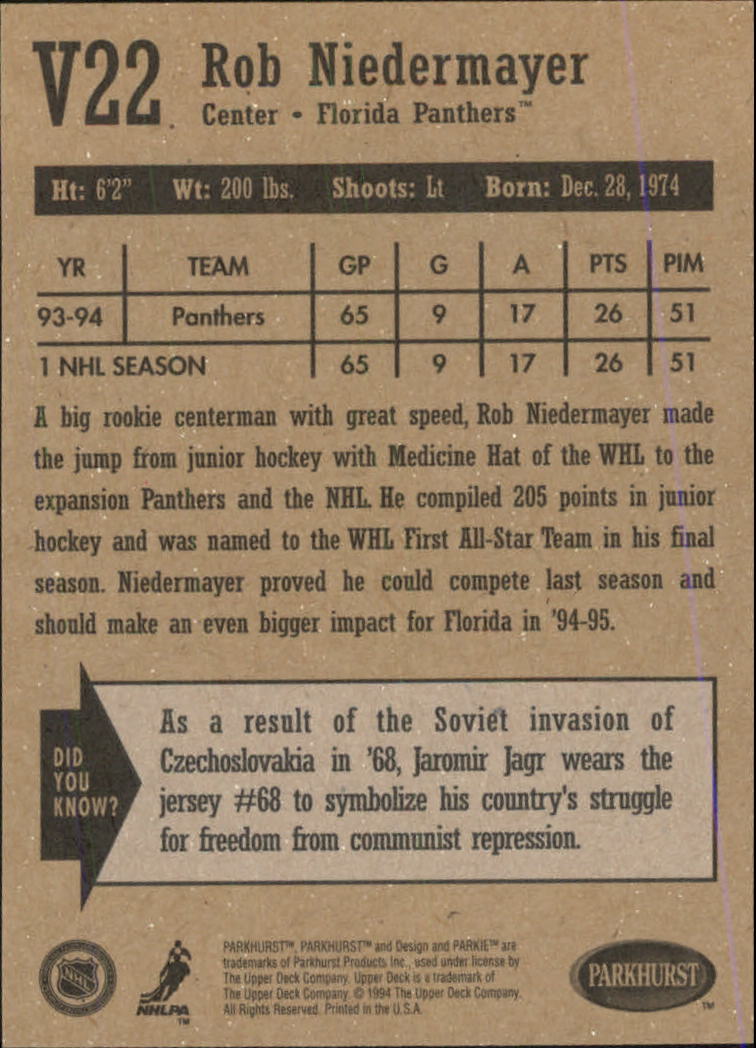 V22 Rob Niedermayer
Center • Florida Panthers™
Ht: 6'2" Wt: 200 lbs. Shoots: Lt Born: Dec. 28, 1974
YR TEAM GP G A PTS PIM
93-94 Panthers 65 9 17 26 51
1 NHL SEASON 65 9 17 26 51
A big rookie centerman with great speed, Rob Niedermayer made
the jump from junior hockey with Medicine Hat of the WHL to the
expansion Panthers and the NHL. He compiled 205 points in junior
hockey and was named to the WHL First All-Star Team in his final
season. Niedermayer proved he could compete last season and
should make an even bigger impact for Florida in '94-95.
DID
YOU
KNOW?
As a result of the Soviet invasion of
Czechoslovakia in '68, Jaromir Jagr wears the
jersey #68 to symbolize his country's struggle
for freedom from communist repression.
NHL
NHLPA
™
PARKHURST™, PARKHURST™ and Design and PARKIE™ are
trademarks of Parkhurst Products Inc., used under license by
The Upper Deck Company. Upper Deck is a trademark of
The Upper Deck Company. © 1994 The Upper Deck Company.
All Rights Reserved. Printed in the U.S.A.
PARKHURST
™